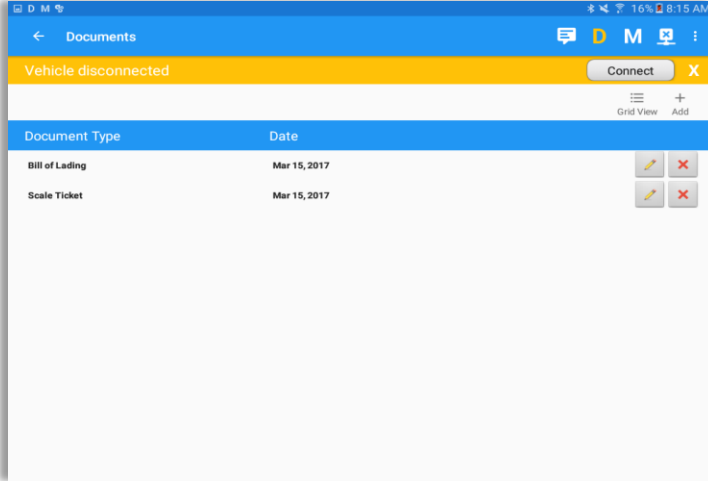 D M 16% 8:15 AM
Documents D M
Vehicle disconnected Connect X
Grid View Add
Document Type Date
Bill of Lading Mar 15, 2017
Scale Ticket Mar 15, 2017